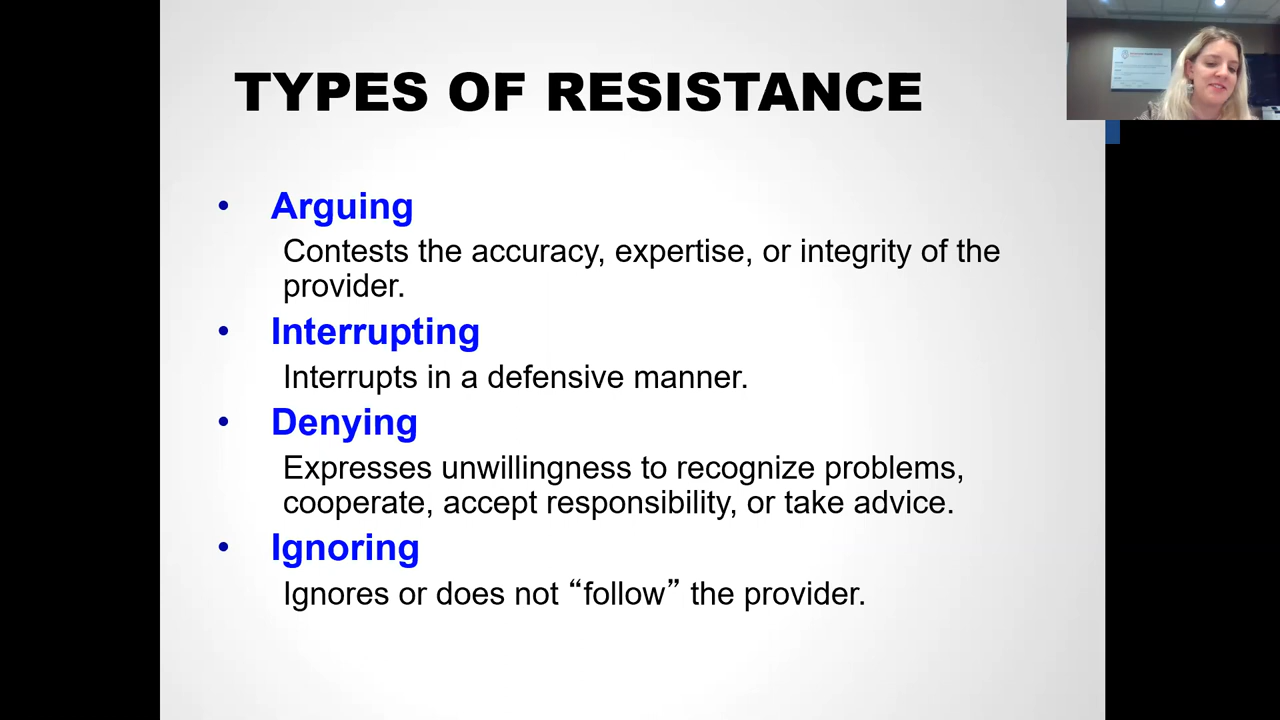 TYPES OF RESISTANCE
• Arguing
Contests the accuracy, expertise, or integrity of the
provider.
• Interrupting
Interrupts in a defensive manner.
• Denying
Expresses unwillingness to recognize problems,
cooperate, accept responsibility, or take advice.
• Ignoring
Ignores or does not “follow” the provider.